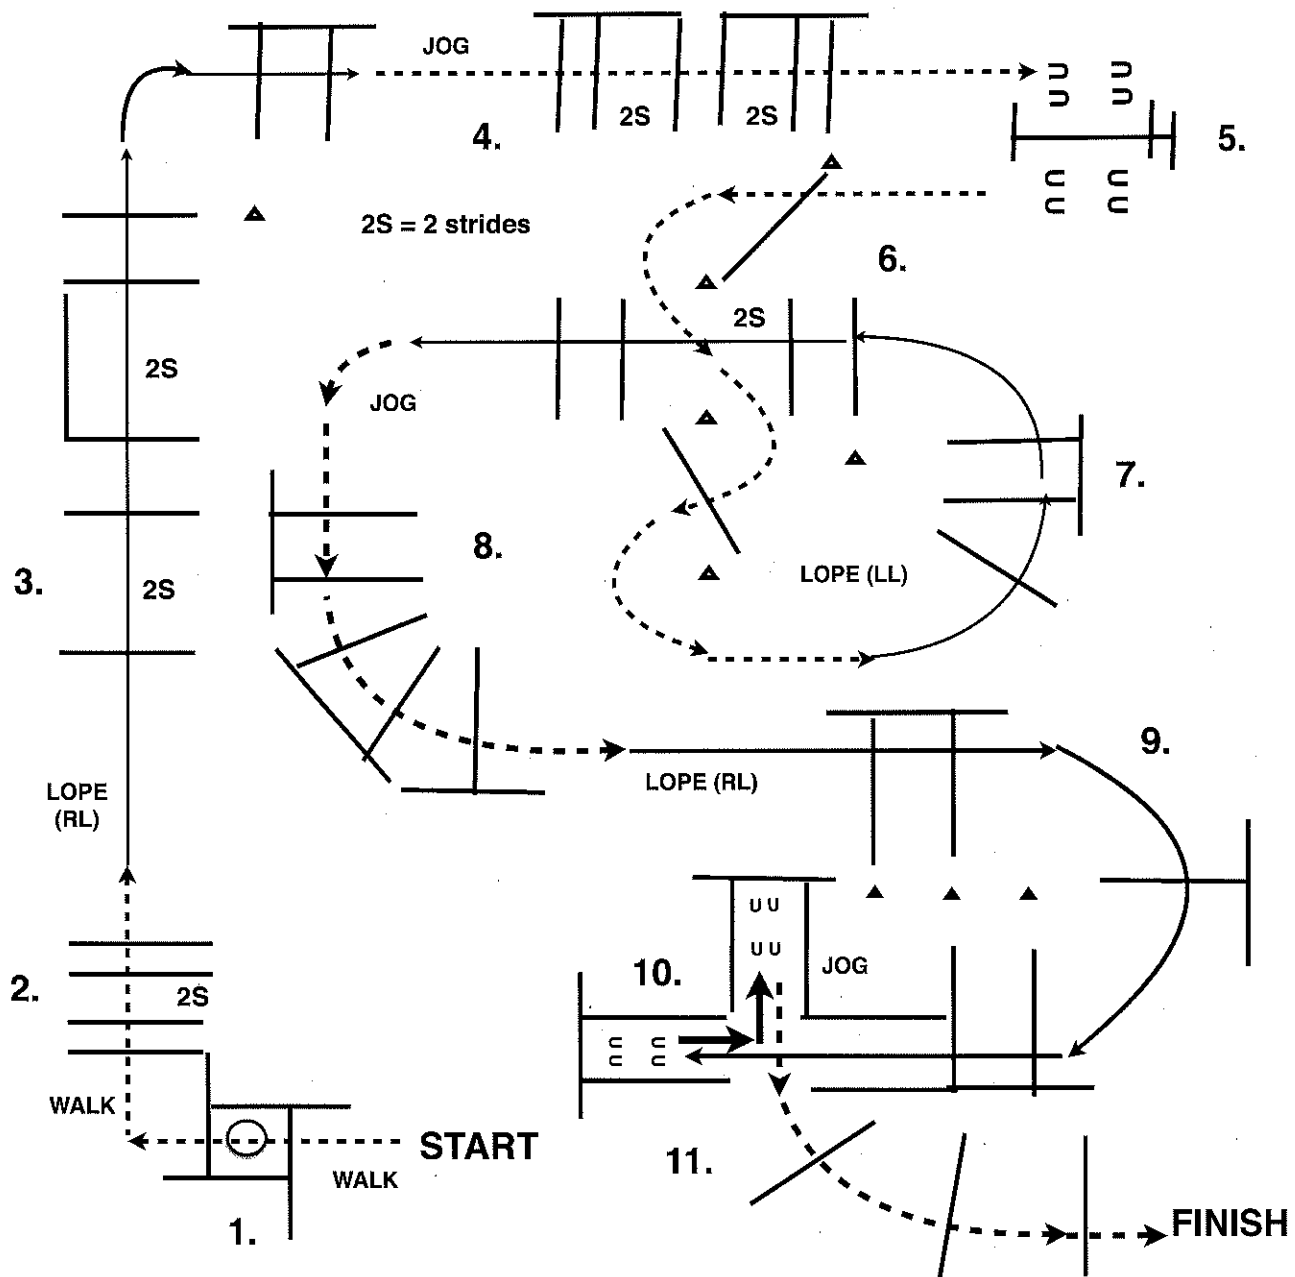 JOG
2S
2S
4.
5.
2S = 2 strides
6.
2S
2S
JOG
7.
8.
3.
2S
LOPE (LL)
9.
LOPE (RL)
LOPE
(RL)
10.
JOG
2.
2S
WALK
START
WALK
11.
1.
FINISH